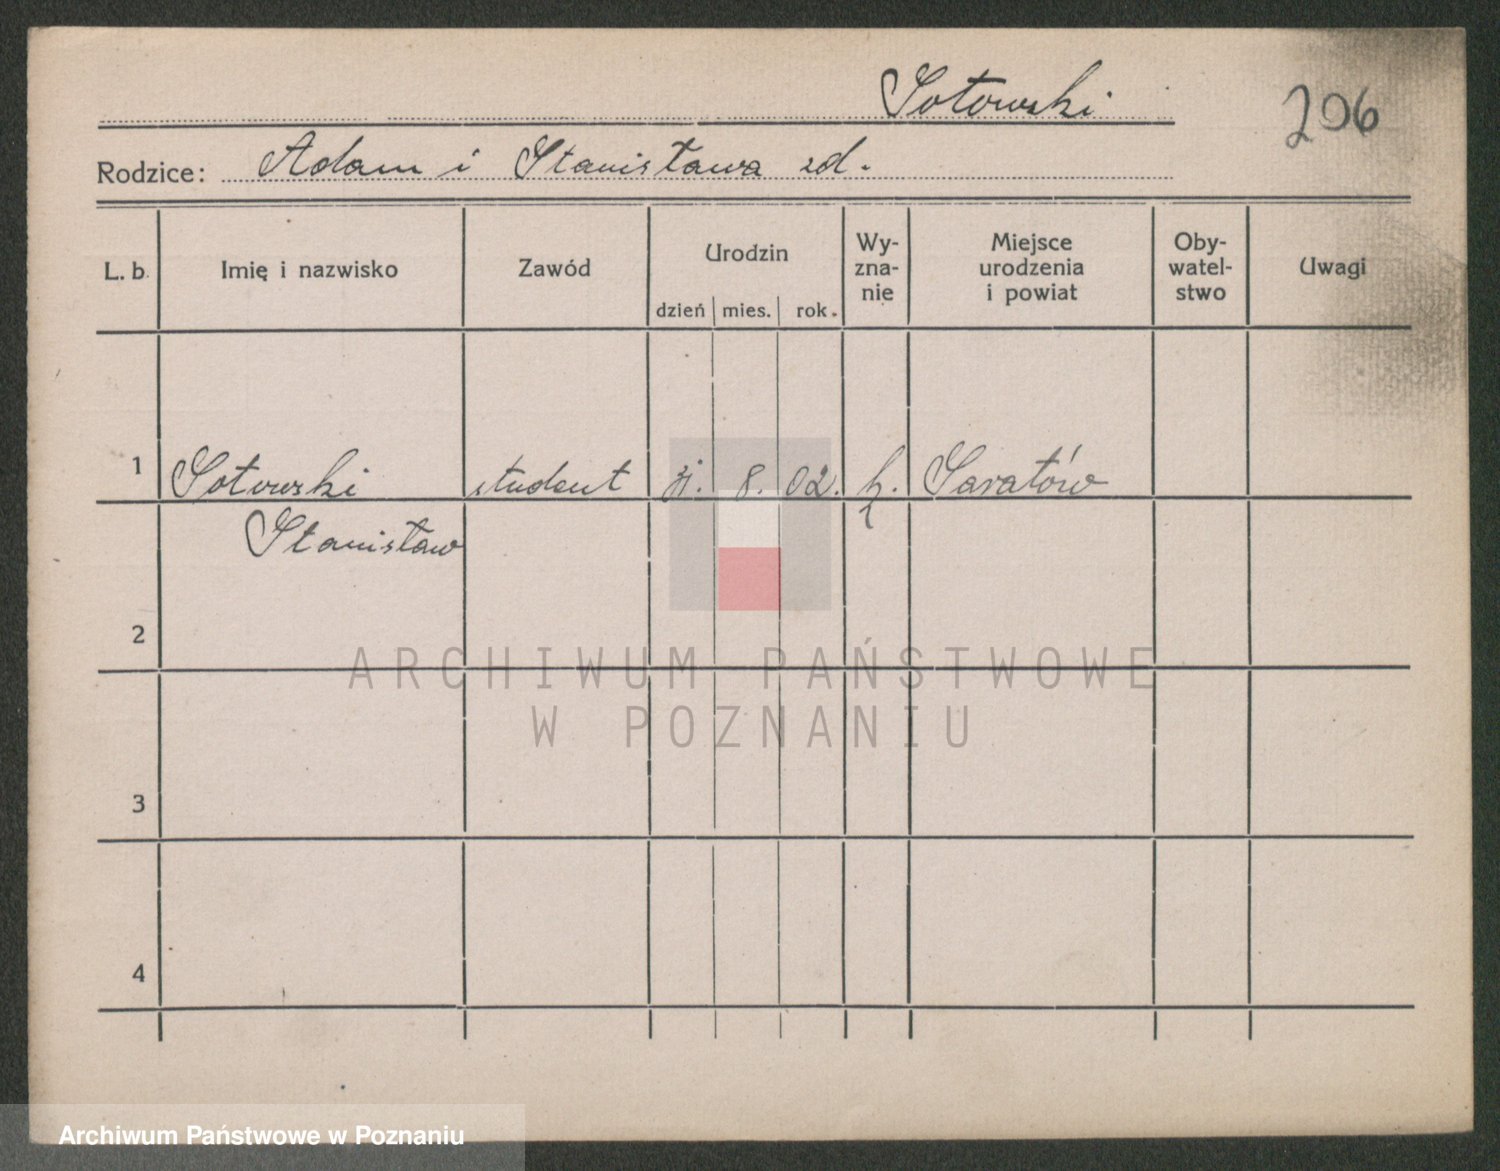 Sotowski
206
Rodzice: Adam i Stanisława zd.
L. b. Imię i nazwisko Zawód Urodzin dzień mies. rok. Wy-zna-nie Miejsce urodzenia i powiat Oby-watel-stwo Uwagi
1 Sotowski student 31. 8. 02. k. Saratów
Stanisław
2
ARCHIWUM PAŃSTWOWE
W POZNANIU
3
4
Archiwum Państwowe w Poznaniu